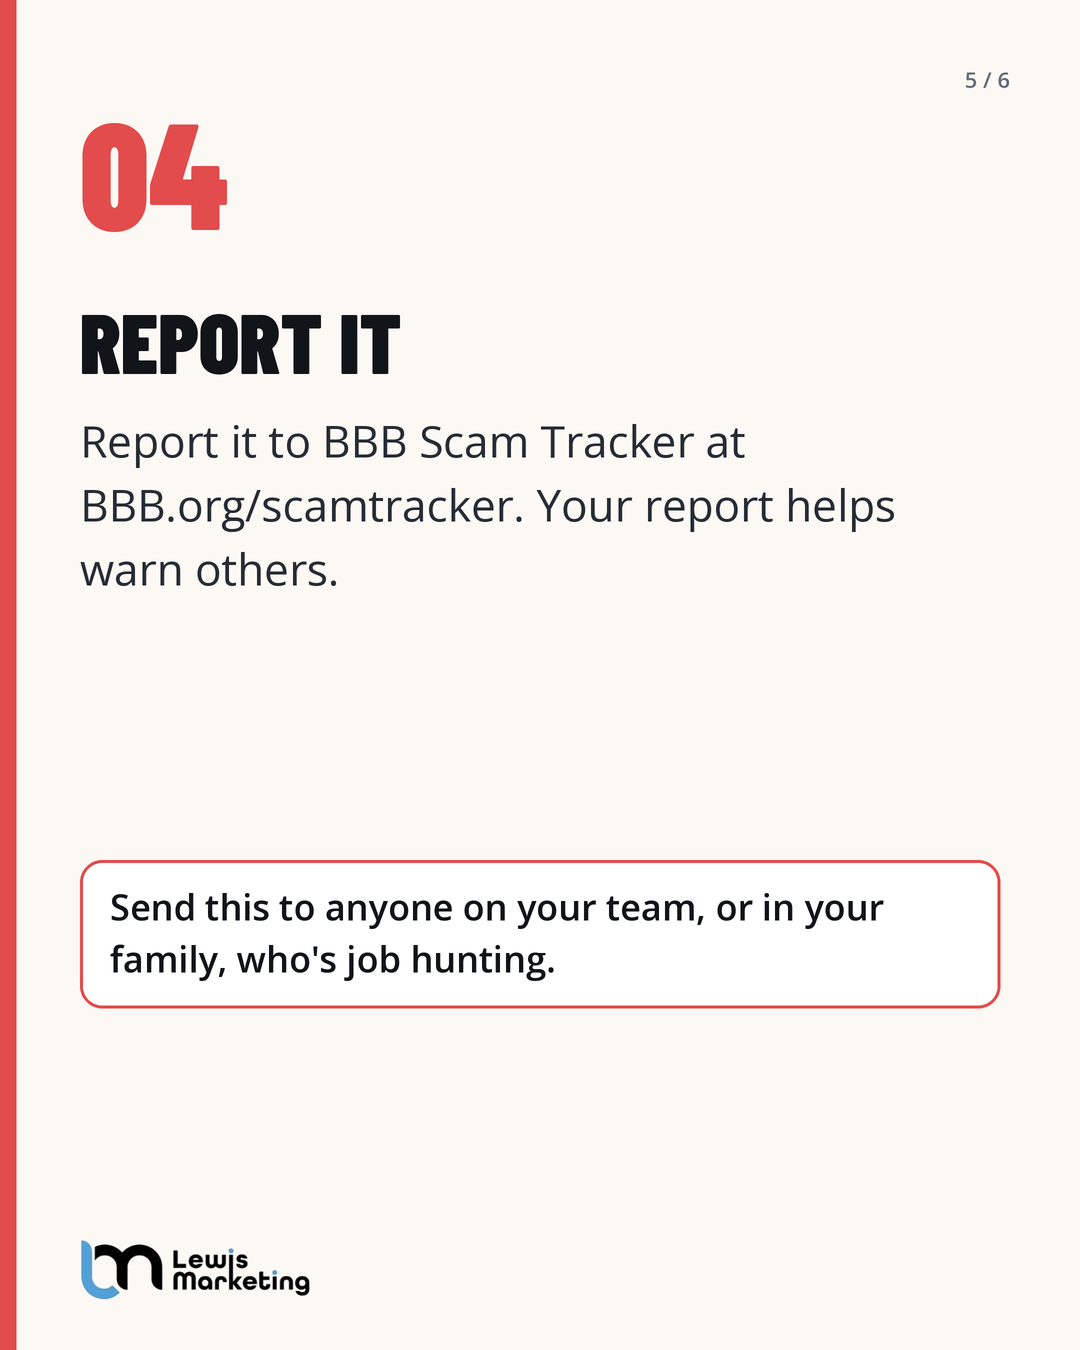 5 / 6
04
REPORT IT
Report it to BBB Scam Tracker at
BBB.org/scamtracker. Your report helps
warn others.
Send this to anyone on your team, or in your
family, who's job hunting.
Lewis
Marketing